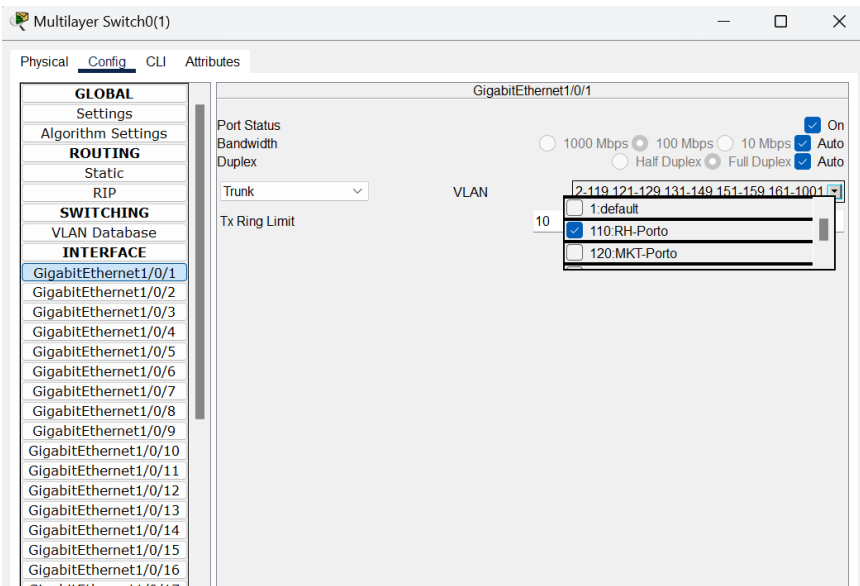 Multilayer Switch0(1)
Physical Config CLI Attributes
GLOBAL
Settings
Algorithm Settings
ROUTING
Static
RIP
SWITCHING
VLAN Database
INTERFACE
GigabitEthernet1/0/1
GigabitEthernet1/0/2
GigabitEthernet1/0/3
GigabitEthernet1/0/4
GigabitEthernet1/0/5
GigabitEthernet1/0/6
GigabitEthernet1/0/7
GigabitEthernet1/0/8
GigabitEthernet1/0/9
GigabitEthernet1/0/10
GigabitEthernet1/0/11
GigabitEthernet1/0/12
GigabitEthernet1/0/13
GigabitEthernet1/0/14
GigabitEthernet1/0/15
GigabitEthernet1/0/16
GigabitEthernet1/0/1
Port Status On
Bandwidth 1000 Mbps 100 Mbps 10 Mbps Auto
Duplex Half Duplex Full Duplex Auto
Trunk VLAN 2-119,121-129,131-149,151-159,161-1001
1:default
Tx Ring Limit 10
110:RH-Porto
120:MKT-Porto